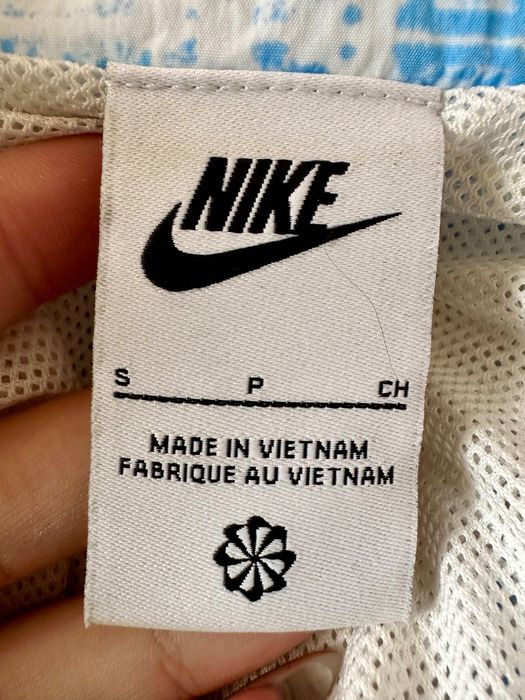 NIKE
S P CH
MADE IN VIETNAM
FABRIQUE AU VIETNAM